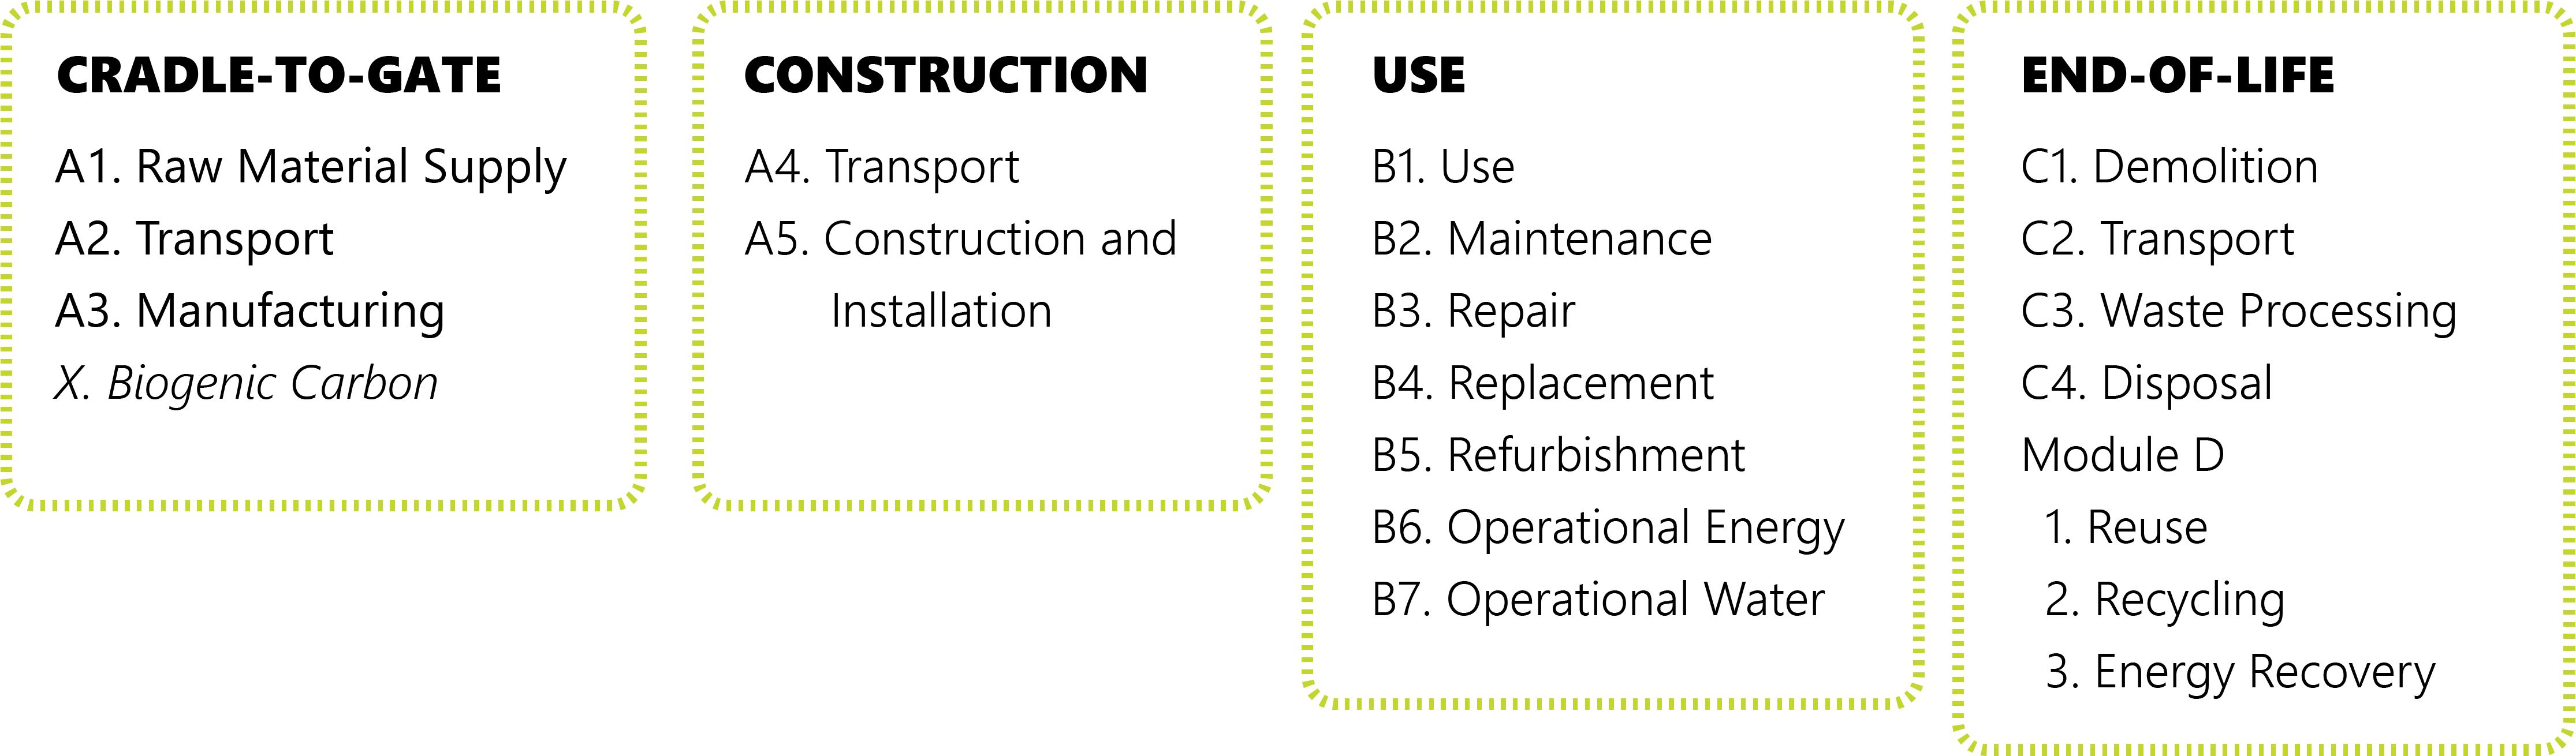 CRADLE-TO-GATE
A1. Raw Material Supply
A2. Transport
A3. Manufacturing
X. Biogenic Carbon
CONSTRUCTION
A4. Transport
A5. Construction and
Installation
USE
B1. Use
B2. Maintenance
B3. Repair
B4. Replacement
B5. Refurbishment
B6. Operational Energy
B7. Operational Water
END-OF-LIFE
C1. Demolition
C2. Transport
C3. Waste Processing
C4. Disposal
Module D
1. Reuse
2. Recycling
3. Energy Recovery